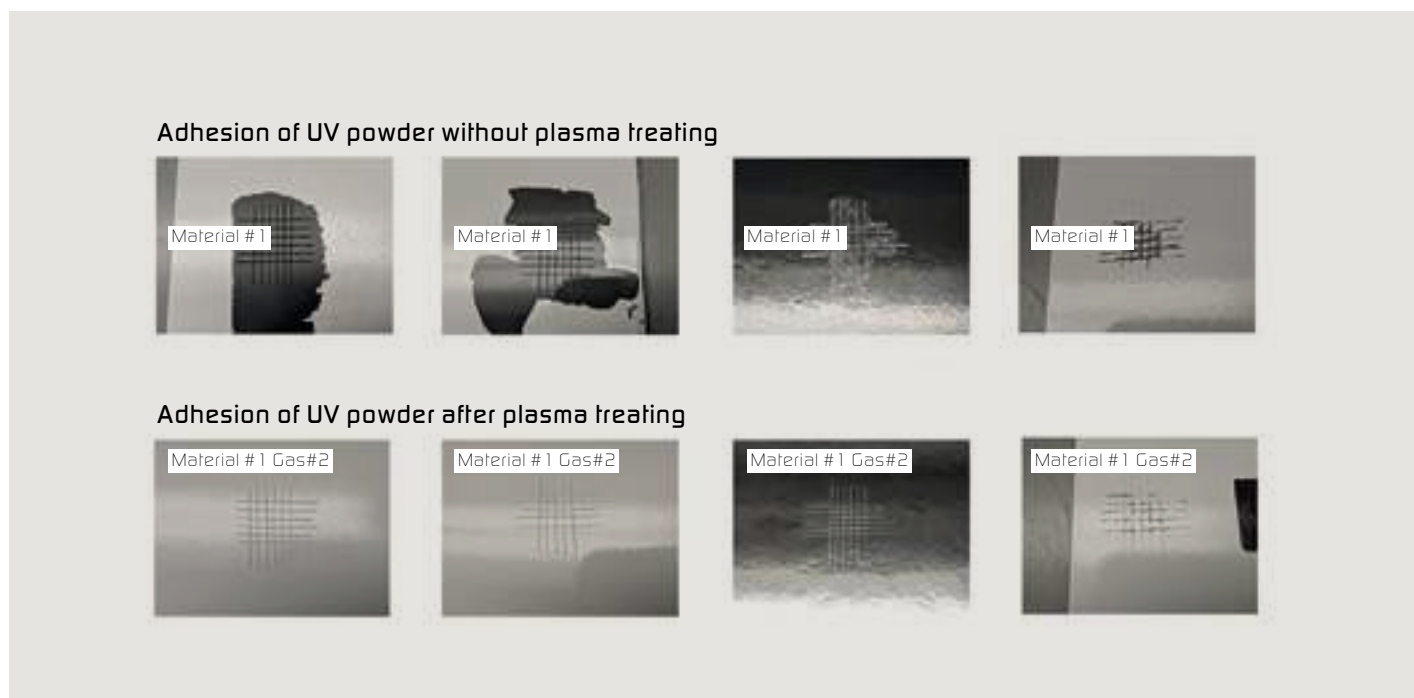 Adhesion of UV powder without plasma treating
Material #1
Material #1
Material #1
Material #1
Adhesion of UV powder after plasma treating
Material #1 Gas#2
Material #1 Gas#2
Material #1 Gas#2
Material #1 Gas#2